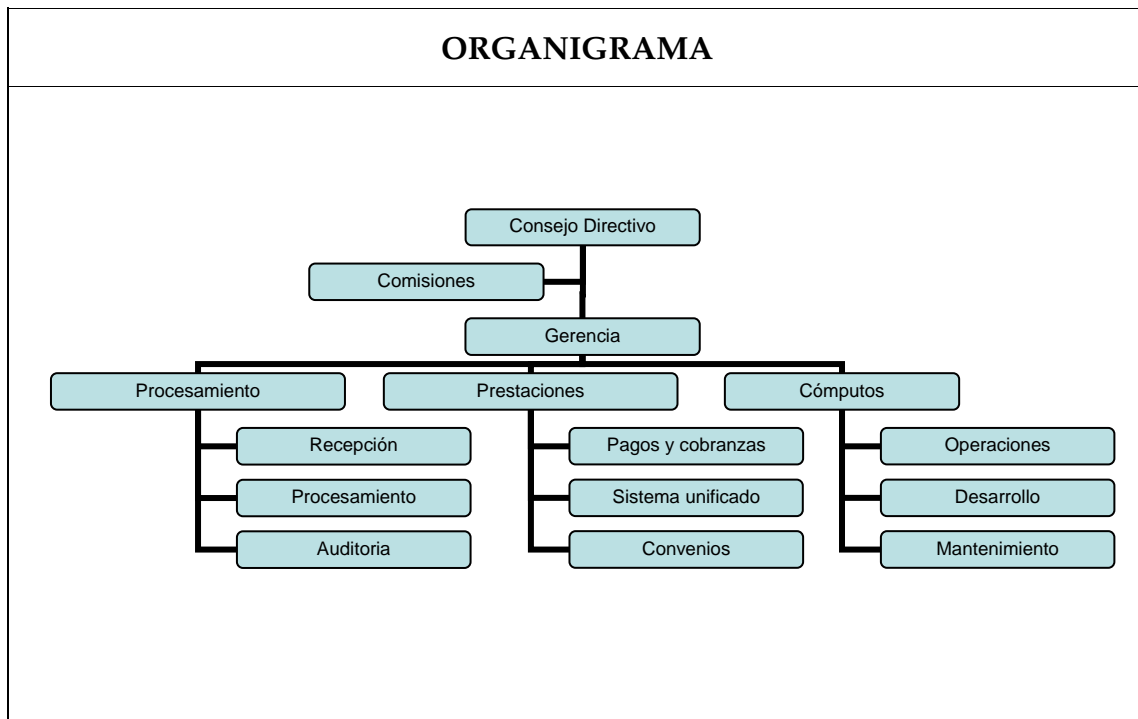 ORGANIGRAMA
Consejo Directivo
Comisiones
Gerencia
Procesamiento
Prestaciones
Cómputos
Recepción
Pagos y cobranzas
Operaciones
Procesamiento
Sistema unificado
Desarrollo
Auditoria
Convenios
Mantenimiento